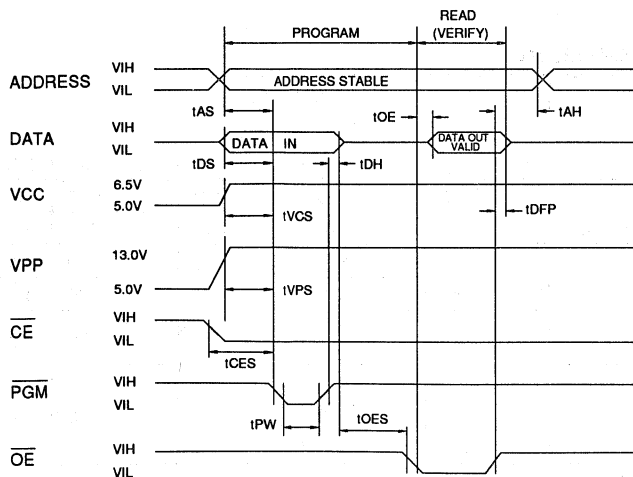 PROGRAM
READ
(VERIFY)
ADDRESS
VIH
VIL
ADDRESS STABLE
tAS
tOE
tAH
DATA
VIH
VIL
DATA IN
DATA OUT
VALID
tDS
tDH
VCC
6.5V
5.0V
tVCS
tDFP
VPP
13.0V
5.0V
tVPS
CE
VIH
VIL
tCES
PGM
VIH
VIL
tPW
tOES
OE
VIH
VIL